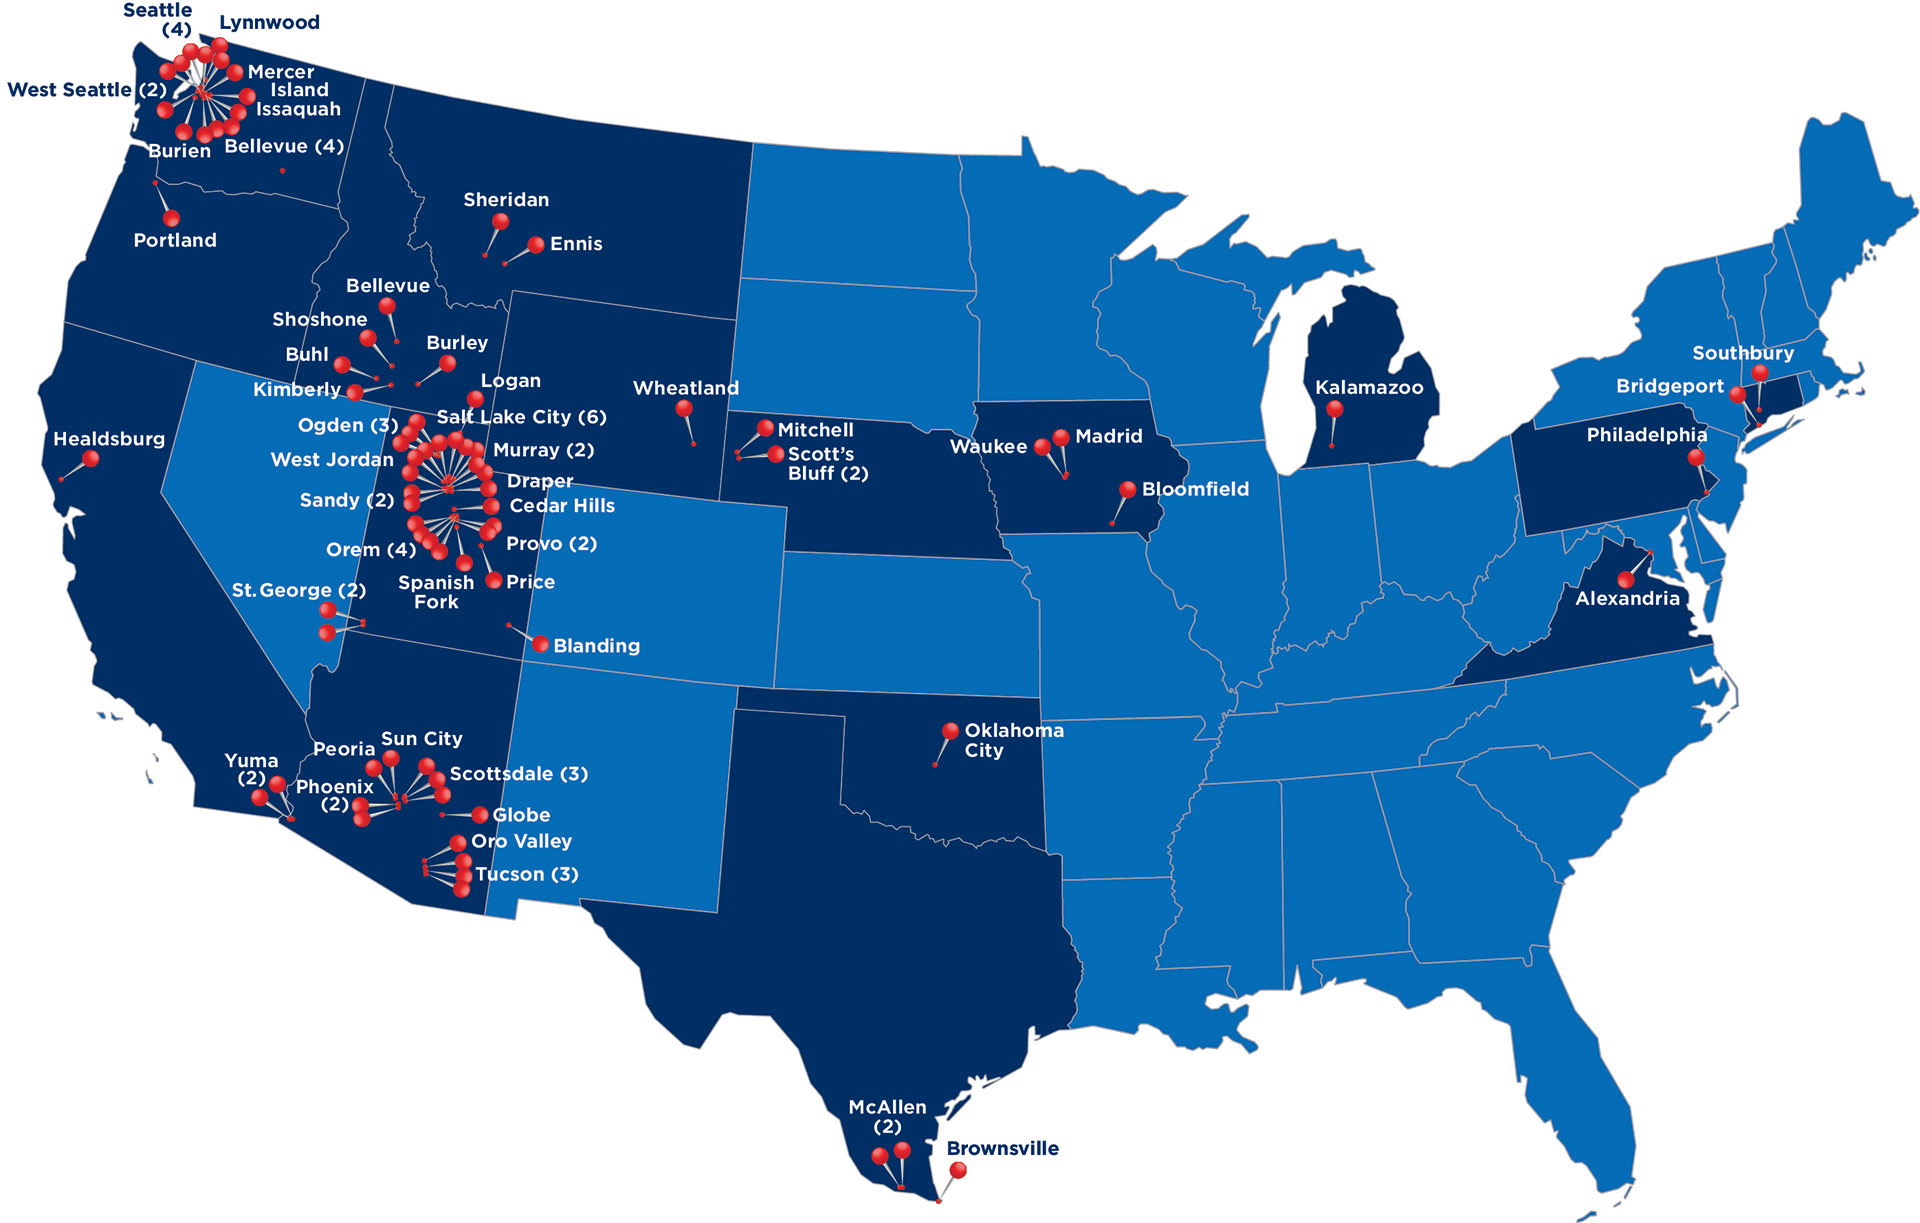 Seattle
(4)
Lynnwood
West Seattle (2)
Mercer
Island
Issaquah
Burien
Bellevue (4)
Portland
Sheridan
Ennis
Bellevue
Shoshone
Buhl
Burley
Kimberly
Logan
Ogden (3)
Salt Lake City (6)
West Jordan
Murray (2)
Draper
Sandy (2)
Cedar Hills
Orem (4)
Provo (2)
Spanish
Fork
Price
St. George (2)
Blanding
Healdsburg
Wheatland
Mitchell
Scott's
Bluff (2)
Waukee
Madrid
Bloomfield
Kalamazoo
Southbury
Bridgeport
Philadelphia
Alexandria
Yuma
(2)
Peoria
Sun City
Phoenix
(2)
Scottsdale (3)
Globe
Oro Valley
Tucson (3)
Oklahoma
City
McAllen
(2)
Brownsville